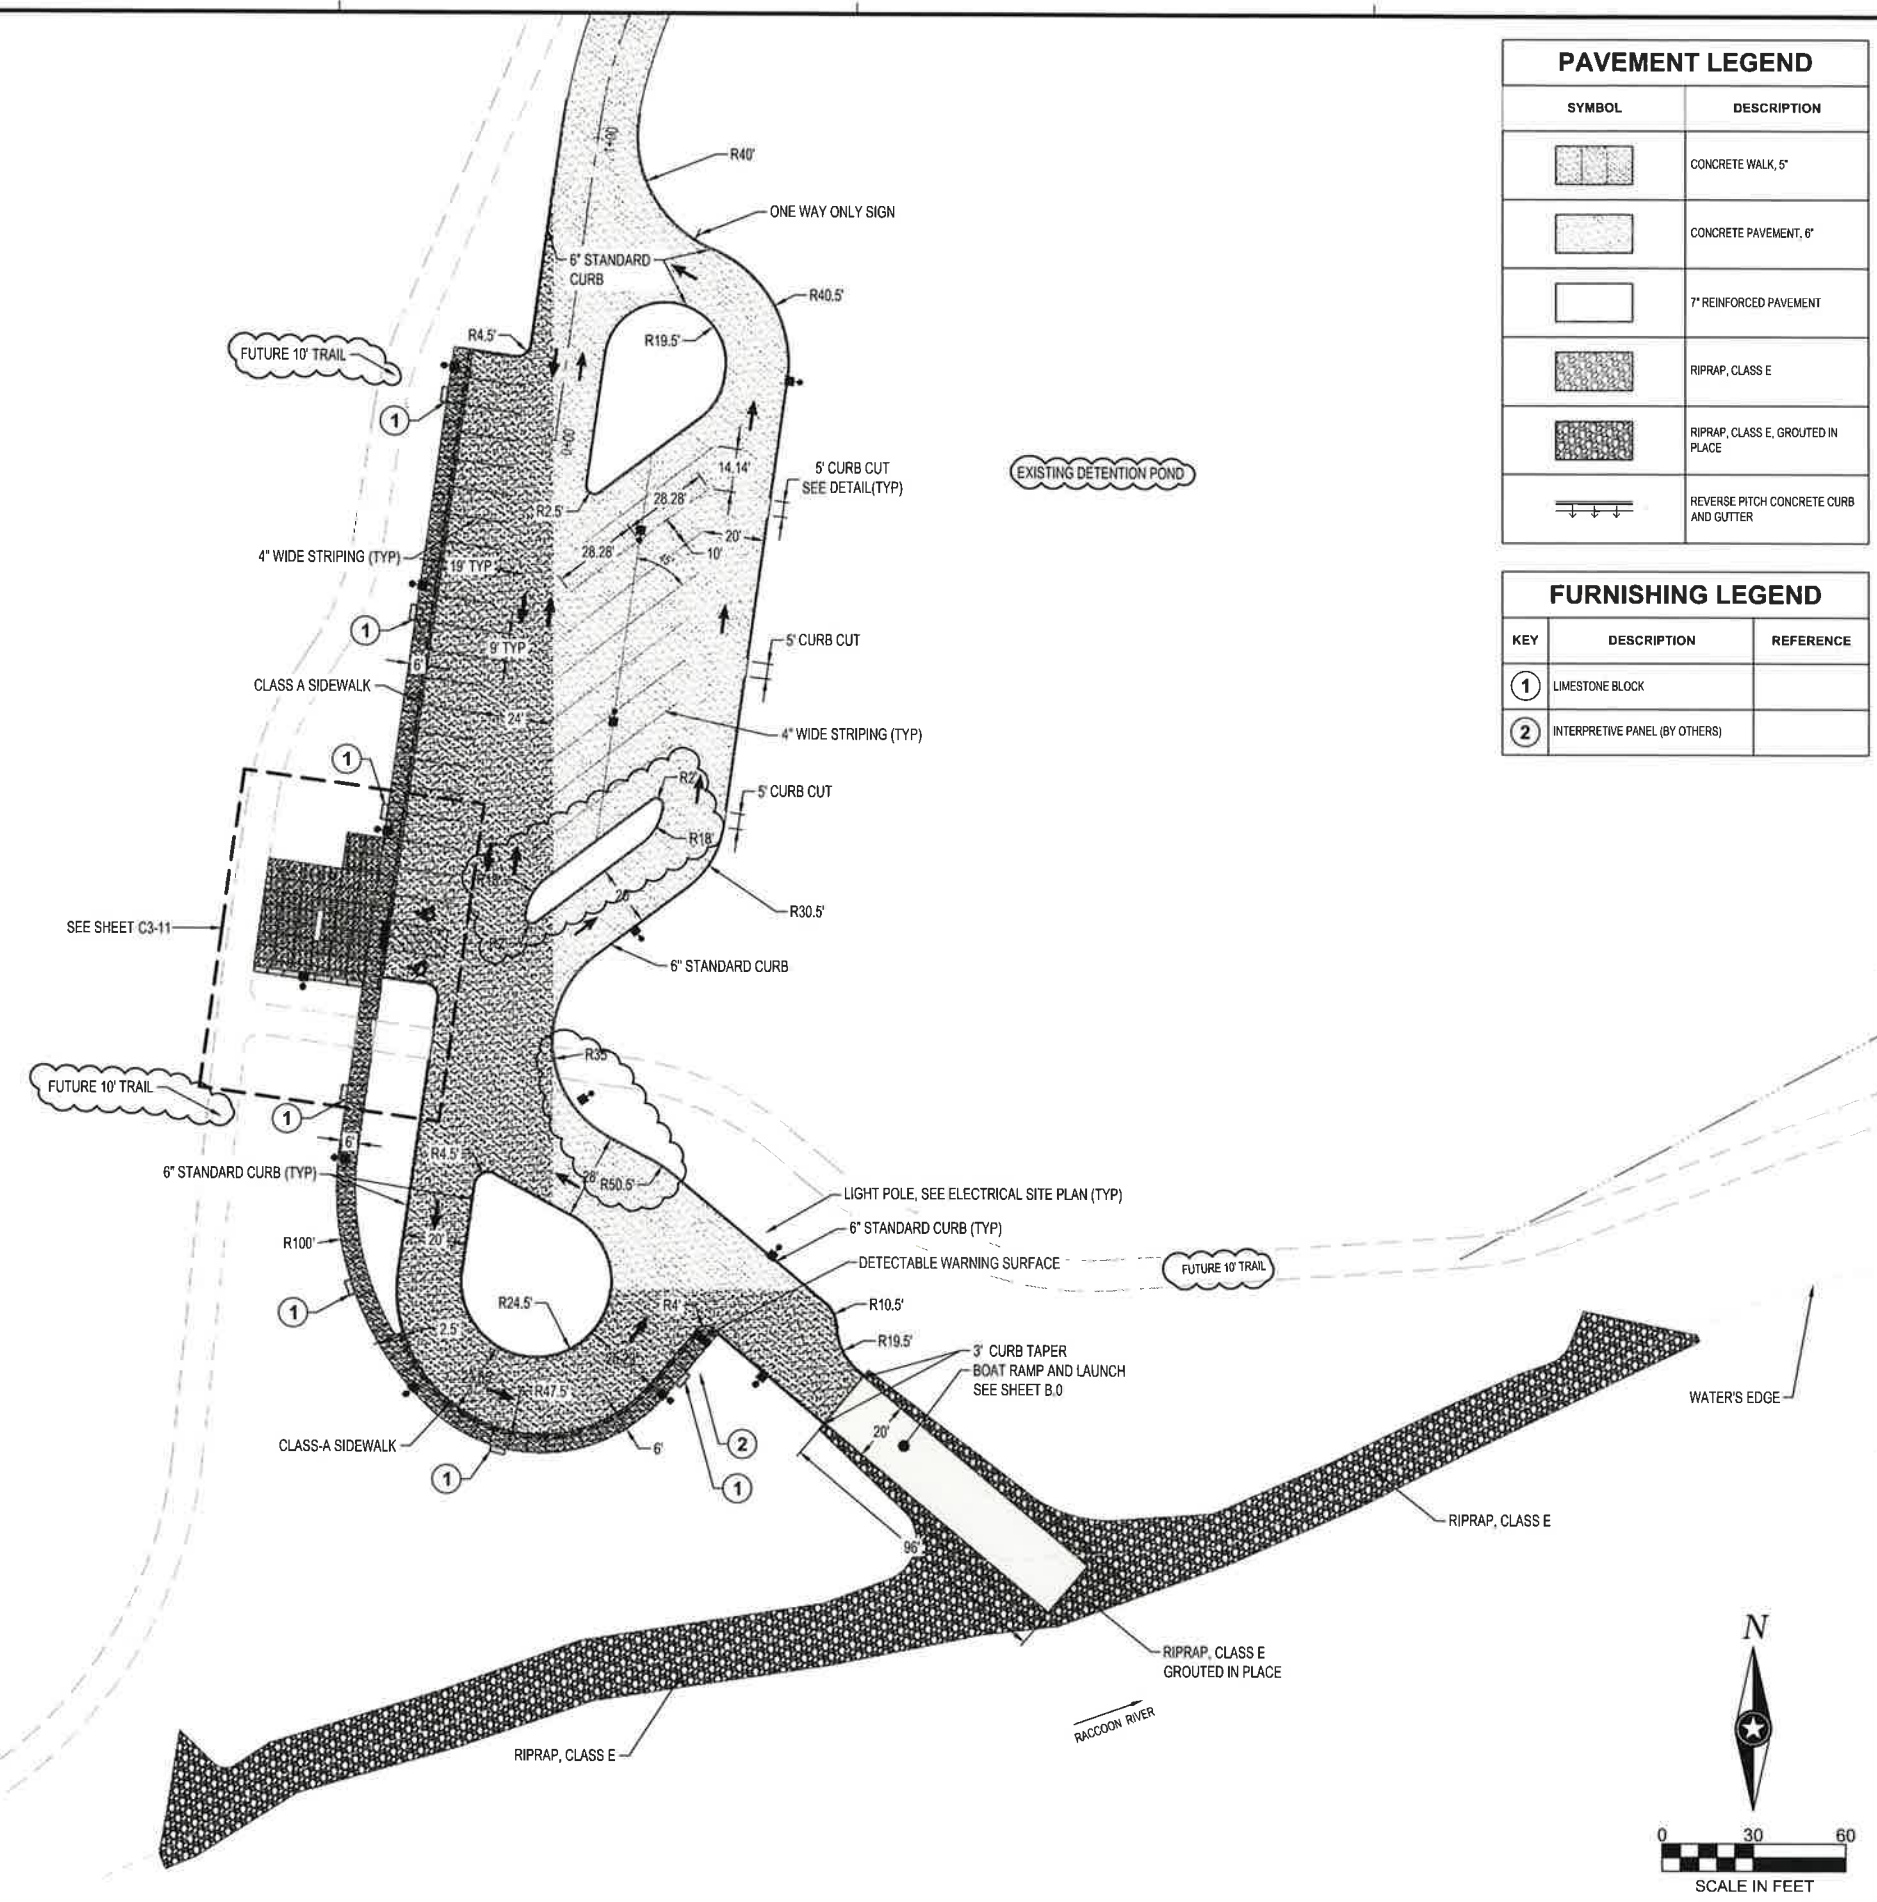 PAVEMENT LEGEND
SYMBOL
DESCRIPTION
CONCRETE WALK, 5"
CONCRETE PAVEMENT, 6"
7" REINFORCED PAVEMENT
RIPRAP, CLASS E
RIPRAP, CLASS E, GROUTED IN
PLACE
REVERSE PITCH CONCRETE CURB
AND GUTTER
FURNISHING LEGEND
KEY
DESCRIPTION
REFERENCE
1
LIMESTONE BLOCK
2
INTERPRETIVE PANEL (BY OTHERS)
1+00
R40'
ONE WAY ONLY SIGN
6" STANDARD
CURB
R40.5'
R4.5'
R19.5'
FUTURE 10' TRAIL
1
0+00
14.14'
5' CURB CUT
SEE DETAIL(TYP)
EXISTING DETENTION POND
28.28'
R2.5'
20'
28.28'
10'
4" WIDE STRIPING (TYP)
19' TYP
1
9' TYP
5' CURB CUT
6'
CLASS A SIDEWALK
24'
4" WIDE STRIPING (TYP)
1
R2'
5' CURB CUT
R18'
R30.5'
SEE SHEET C3-11
6" STANDARD CURB
R35'
FUTURE 10' TRAIL
1
6'
R4.5'
6" STANDARD CURB (TYP)
28'
R50.5'
LIGHT POLE, SEE ELECTRICAL SITE PLAN (TYP)
6" STANDARD CURB (TYP)
R100'
20'
DETECTABLE WARNING SURFACE
FUTURE 10' TRAIL
1
R24.5'
R4'
R10.5'
2.5'
R19.5'
3' CURB TAPER
BOAT RAMP AND LAUNCH
SEE SHEET B.0
R47.5'
WATER'S EDGE
20'
CLASS-A SIDEWALK
6'
2
1
1
96'
RIPRAP, CLASS E
RIPRAP, CLASS E
GROUTED IN PLACE
RACCOON RIVER
RIPRAP, CLASS E
N
0 30 60
SCALE IN FEET